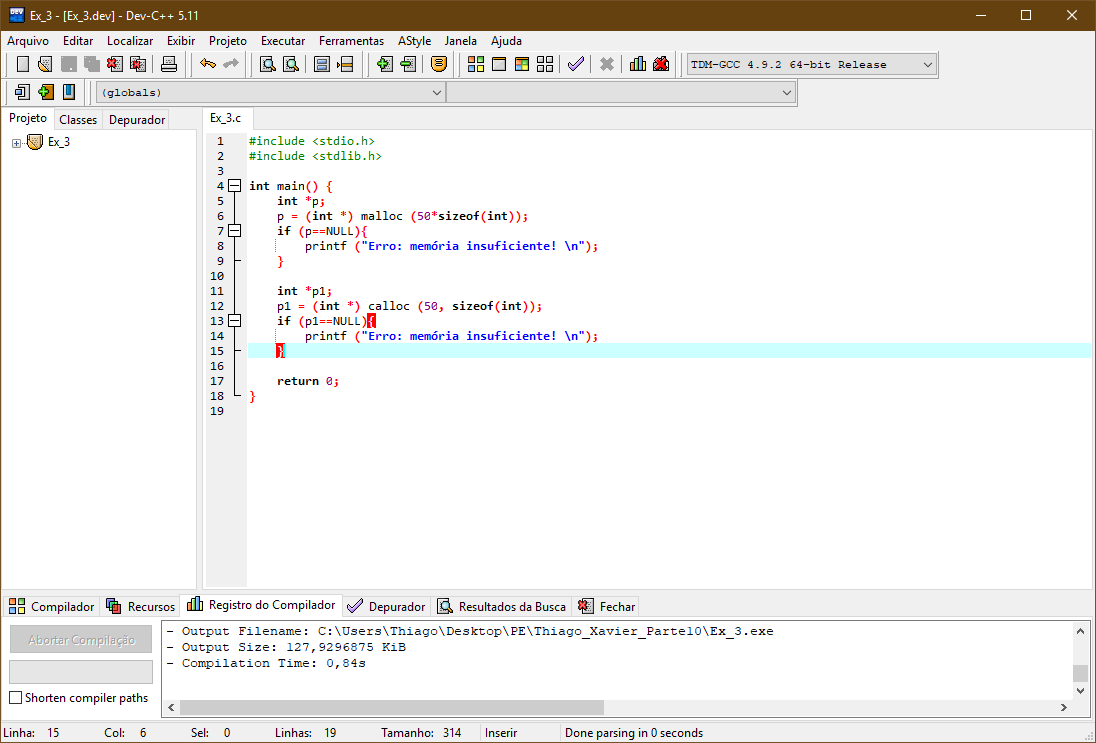 Ex_3 - [Ex_3.dev] - Dev-C++ 5.11
Arquivo Editar Localizar Exibir Projeto Executar Ferramentas AStyle Janela Ajuda
TDM-GCC 4.9.2 64-bit Release
(globals)
Projeto Classes Depurador
Ex_3
Ex_3.c
1 #include <stdio.h>
2 #include <stdlib.h>
3
4 int main() {
5 int *p;
6 p = (int *) malloc (50*sizeof(int));
7 if (p==NULL){
8 printf ("Erro: memória insuficiente! \n");
9 }
10
11 int *p1;
12 p1 = (int *) calloc (50, sizeof(int));
13 if (p1==NULL){
14 printf ("Erro: memória insuficiente! \n");
15 }
16
17 return 0;
18 }
19
Compilador Recursos Registro do Compilador Depurador Resultados da Busca Fechar
Abortar Compilação
Shorten compiler paths
- Output Filename: C:\Users\Thiago\Desktop\PE\Thiago_Xavier_Parte10\Ex_3.exe
- Output Size: 127,9296875 KiB
- Compilation Time: 0,84s
Linha: 15 Col: 6 Sel: 0 Linhas: 19 Tamanho: 314 Inserir Done parsing in 0 seconds